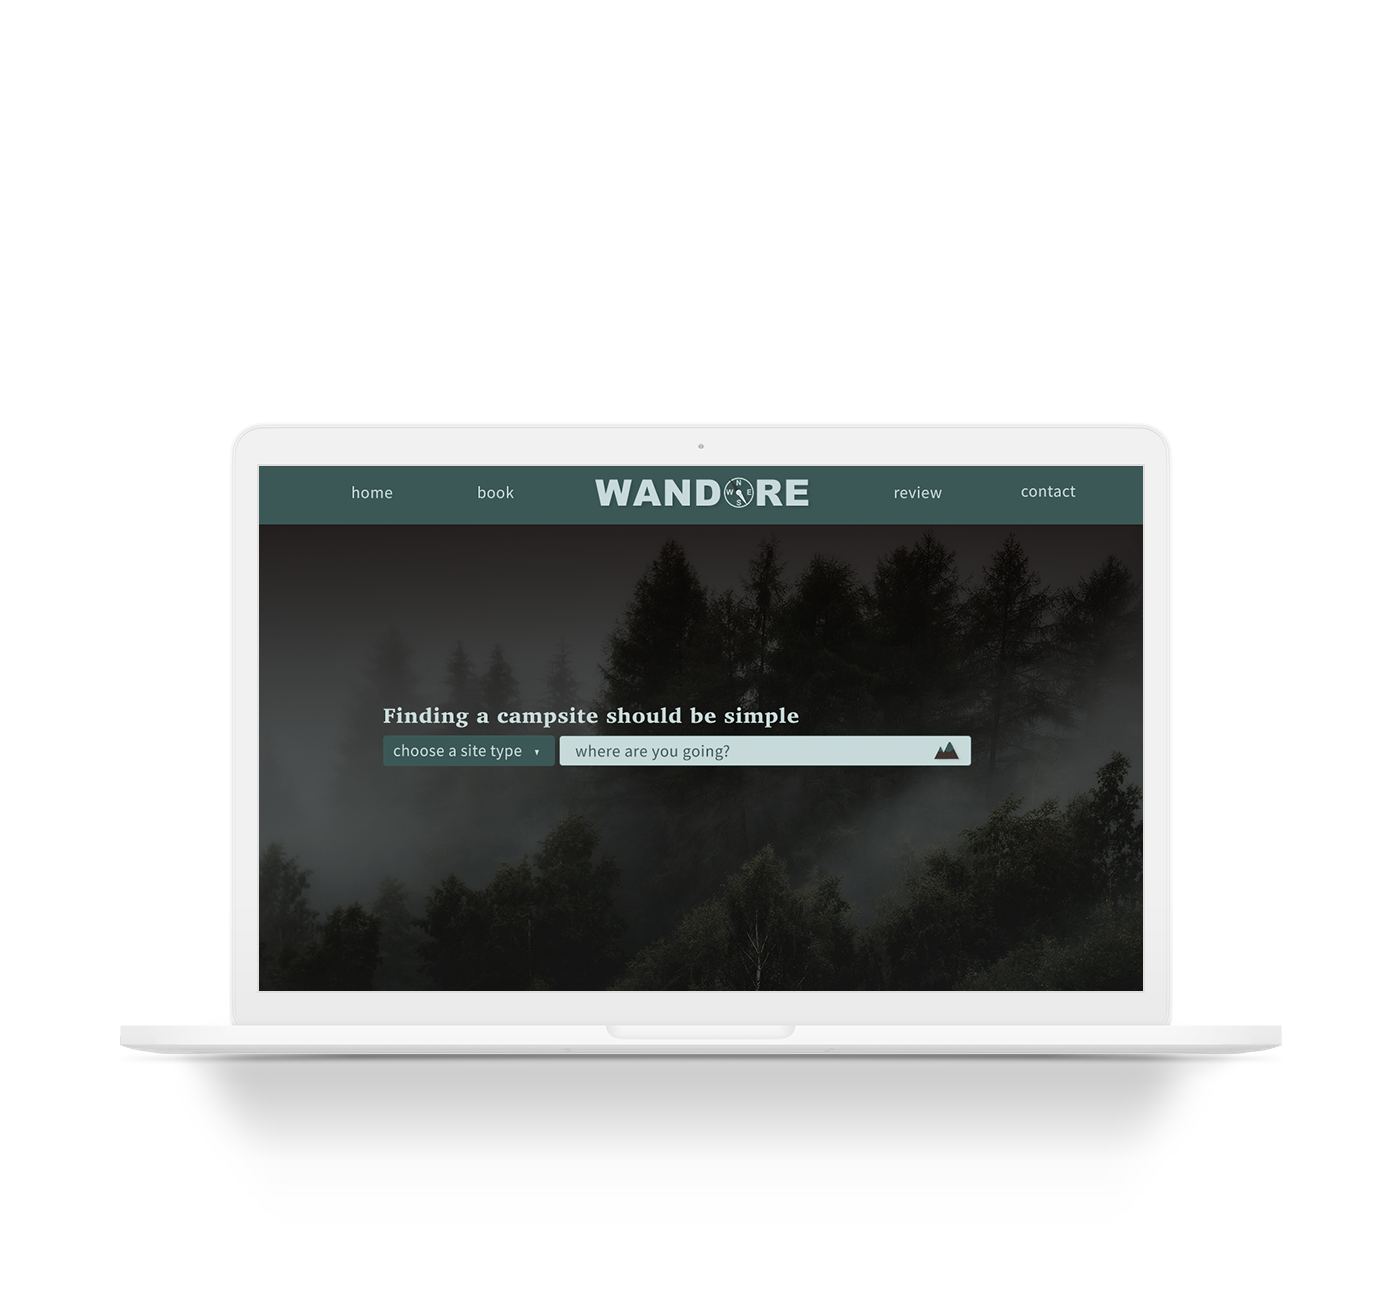 home book WANDORE review contact
N
W E
S
Finding a campsite should be simple
choose a site type ▾ where are you going?